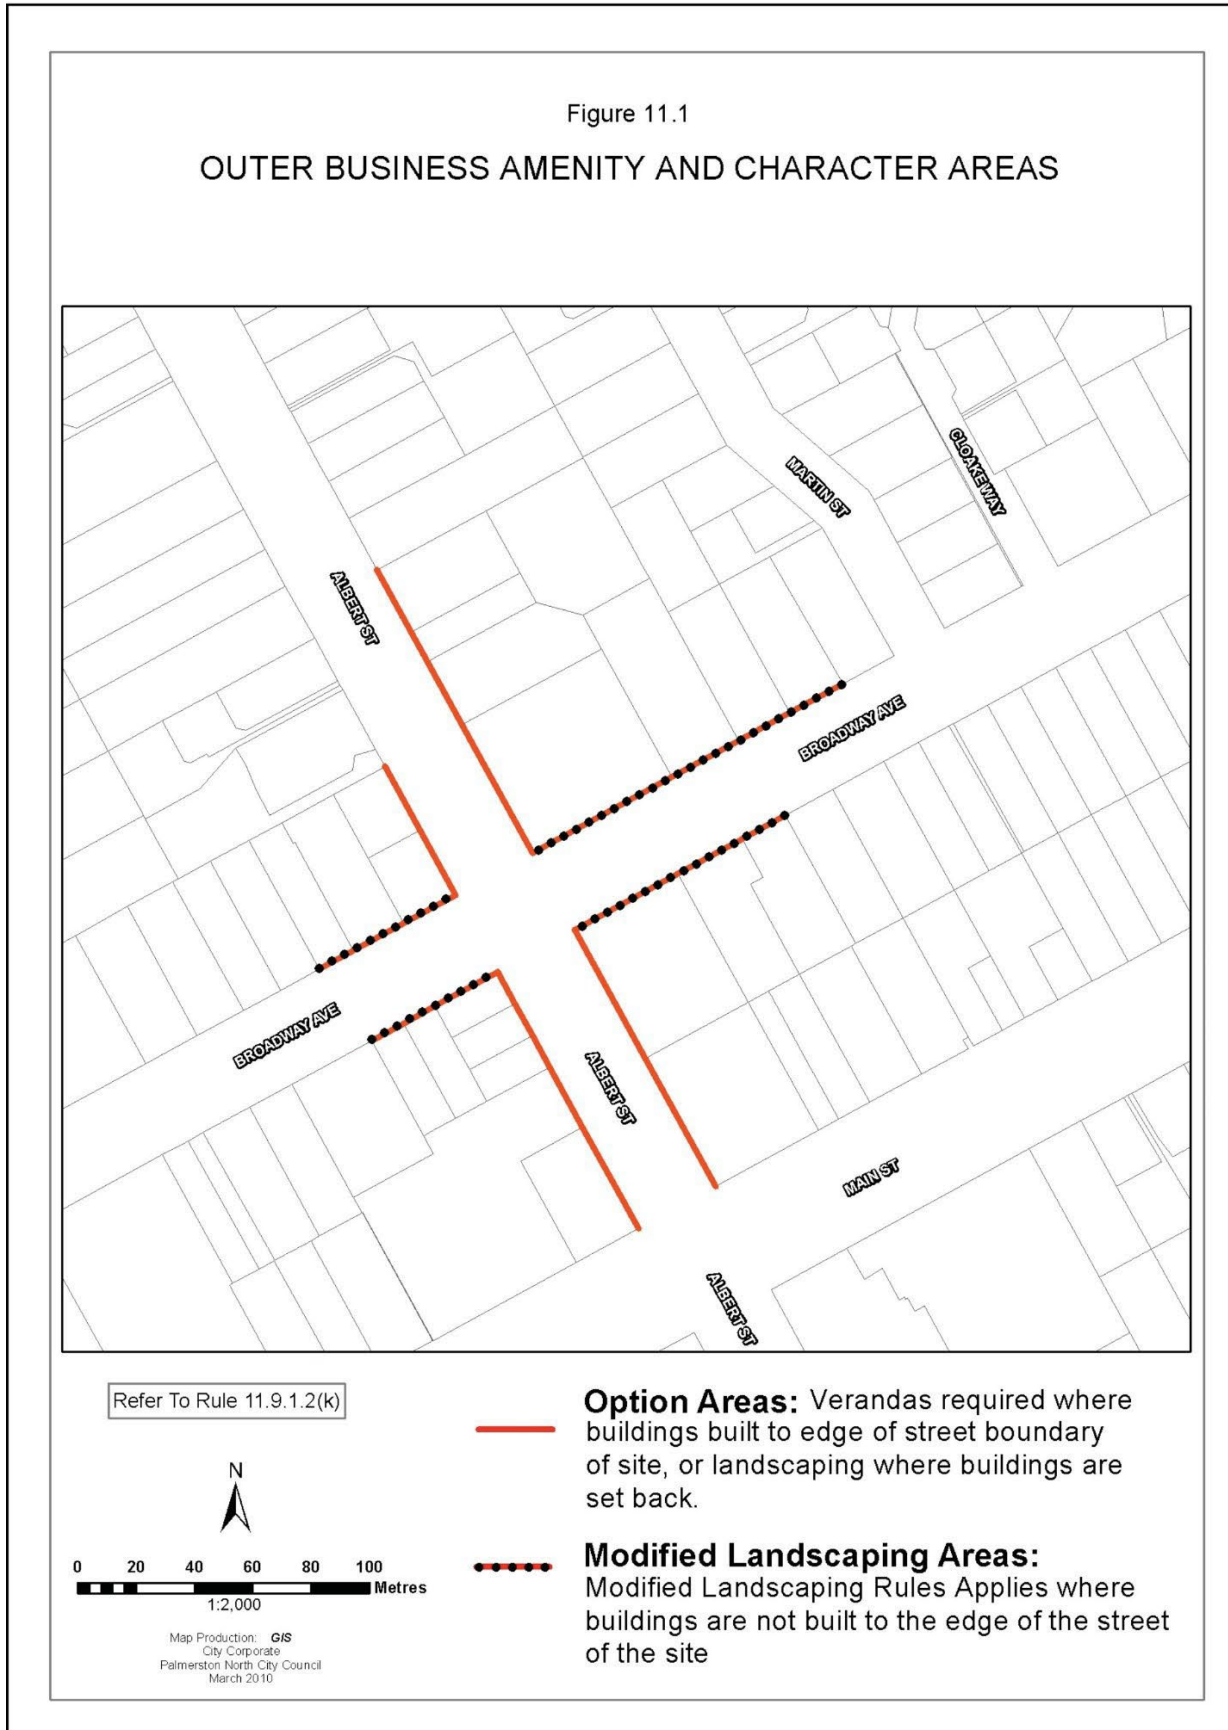 Figure 11.1
OUTER BUSINESS AMENITY AND CHARACTER AREAS
MARTIN ST
CLOAKE WAY
ALBERT ST
BROADWAY AVE
BROADWAY AVE
ALBERT ST
MAIN ST
ALBERT ST
Refer To Rule 11.9.1.2(k)
N
0 20 40 60 80 100
Metres
1:2,000
Map Production: GIS
City Corporate
Palmerston North City Council
March 2010
Option Areas: Verandas required where
buildings built to edge of street boundary
of site, or landscaping where buildings are
set back.
Modified Landscaping Areas:
Modified Landscaping Rules Applies where
buildings are not built to the edge of the street
of the site